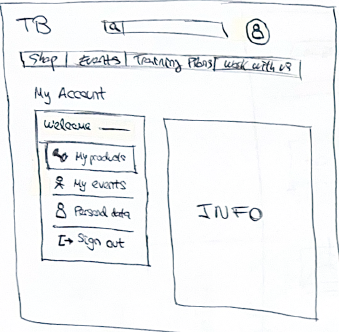 TB
Shop Events Training Plans Work with us
My Account
Welcome
My products
My events
Personal data
Sign out
INFO